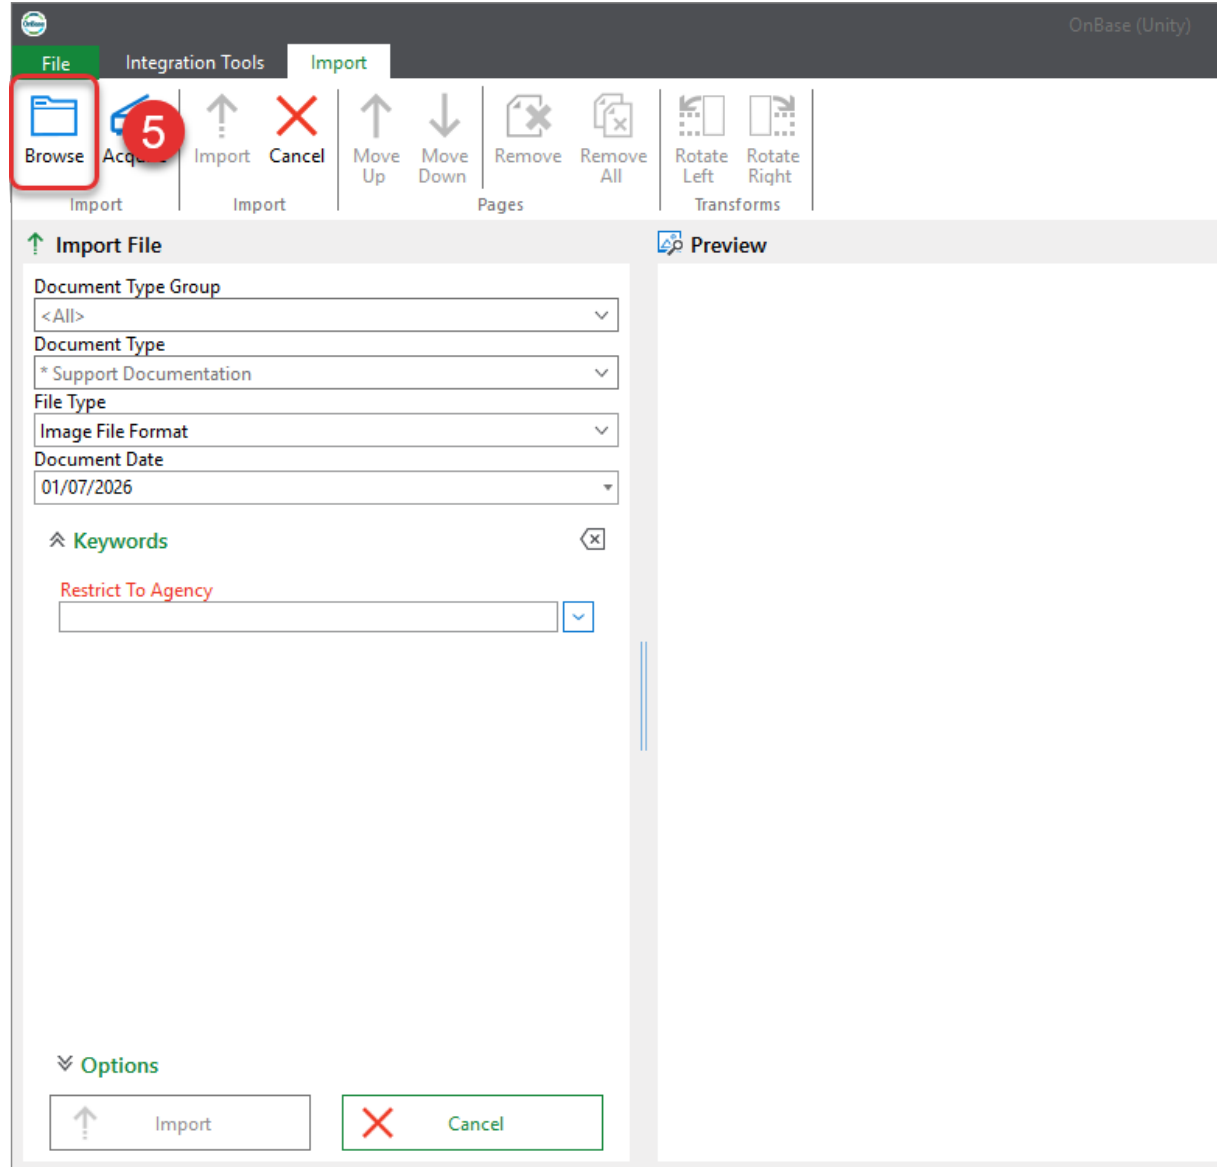 OnBase
OnBase (Unity)
File Integration Tools Import
5
Browse Import Cancel Move Up Move Down Remove Remove All Rotate Left Rotate Right
Import Import Pages Transforms
Import File
Document Type Group
<All>
Document Type
* Support Documentation
File Type
Image File Format
Document Date
01/07/2026
Keywords
Restrict To Agency
Options
Import Cancel
Preview